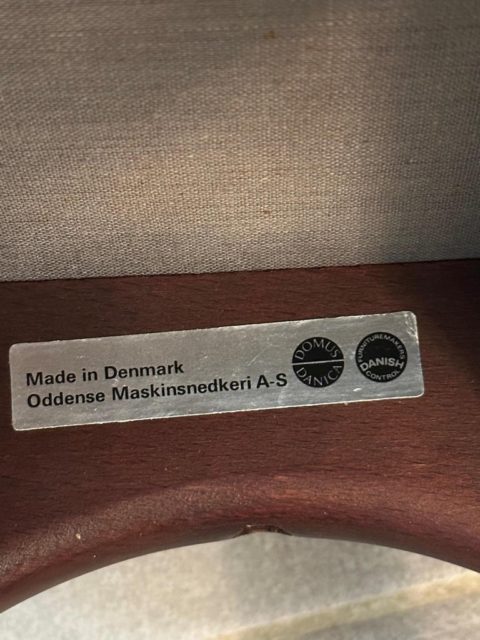 Made in Denmark
Oddense Maskinsnedkeri A-S
DOMUS
DANICA
FURNITUREMAKERS
DANISH
CONTROL